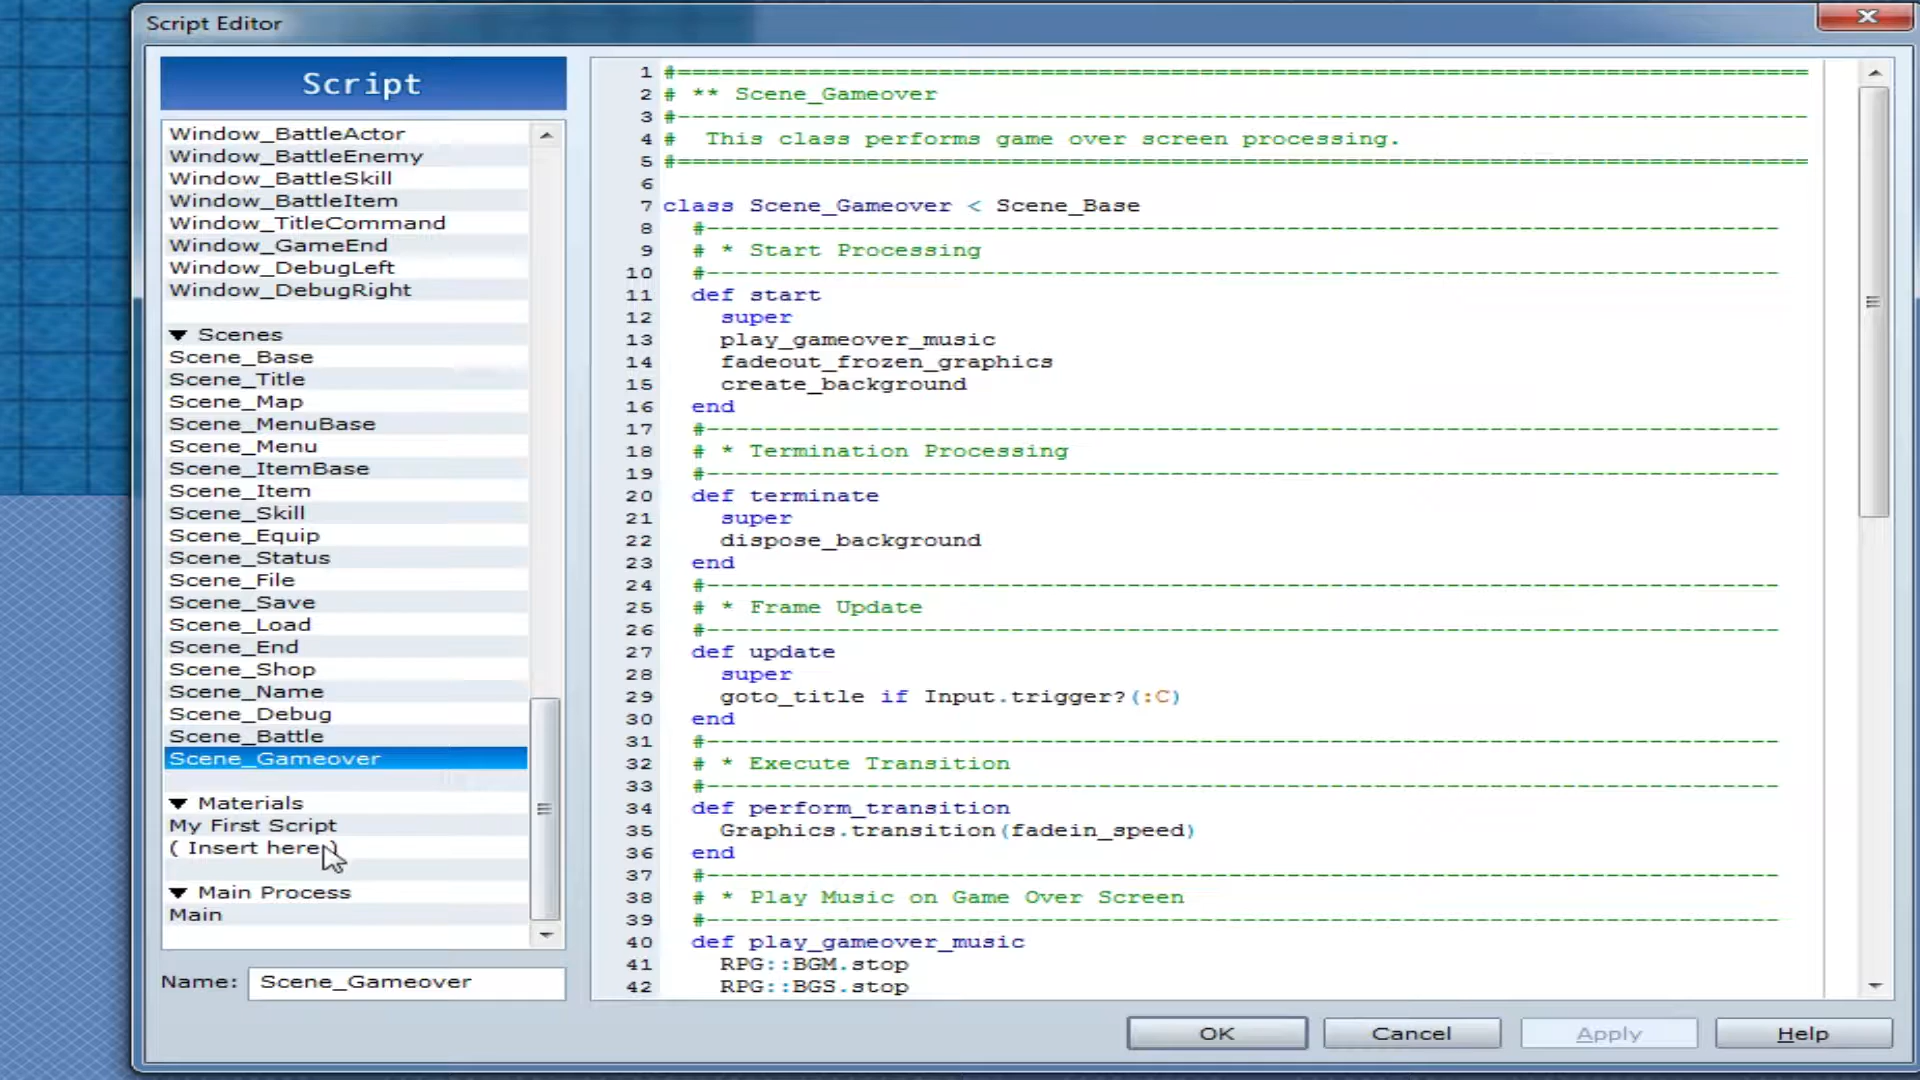 Script Editor
Script
Window_BattleActor
Window_BattleEnemy
Window_BattleSkill
Window_BattleItem
Window_TitleCommand
Window_GameEnd
Window_DebugLeft
Window_DebugRight
▼ Scenes
Scene_Base
Scene_Title
Scene_Map
Scene_MenuBase
Scene_Menu
Scene_ItemBase
Scene_Item
Scene_Skill
Scene_Equip
Scene_Status
Scene_File
Scene_Save
Scene_Load
Scene_End
Scene_Shop
Scene_Name
Scene_Debug
Scene_Battle
Scene_Gameover
▼ Materials
My First Script
( Insert here )
▼ Main Process
Main
Name: Scene_Gameover
1 #==============================================================================
2 # ** Scene_Gameover
3 #------------------------------------------------------------------------------
4 #  This class performs game over screen processing.
5 #==============================================================================
6
7 class Scene_Gameover < Scene_Base
8   #--------------------------------------------------------------------------
9   # * Start Processing
10   #--------------------------------------------------------------------------
11   def start
12     super
13     play_gameover_music
14     fadeout_frozen_graphics
15     create_background
16   end
17   #--------------------------------------------------------------------------
18   # * Termination Processing
19   #--------------------------------------------------------------------------
20   def terminate
21     super
22     dispose_background
23   end
24   #--------------------------------------------------------------------------
25   # * Frame Update
26   #--------------------------------------------------------------------------
27   def update
28     super
29     goto_title if Input.trigger?(:C)
30   end
31   #--------------------------------------------------------------------------
32   # * Execute Transition
33   #--------------------------------------------------------------------------
34   def perform_transition
35     Graphics.transition(fadein_speed)
36   end
37   #--------------------------------------------------------------------------
38   # * Play Music on Game Over Screen
39   #--------------------------------------------------------------------------
40   def play_gameover_music
41     RPG::BGM.stop
42     RPG::BGS.stop
OK Cancel Apply Help